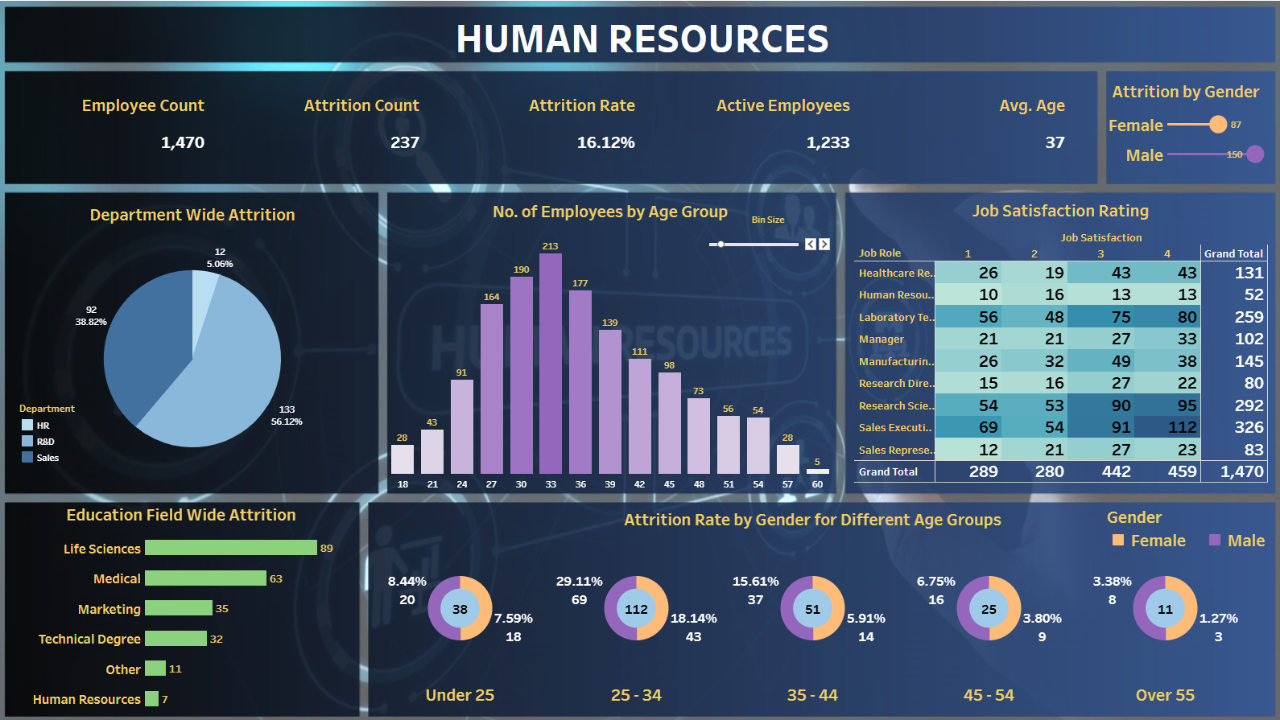 HUMAN RESOURCES
Employee Count
1,470
Attrition Count
237
Attrition Rate
16.12%
Active Employees
1,233
Avg. Age
37
Attrition by Gender
Female 87
Male 150
Department Wide Attrition
12
5.06%
92
38.82%
133
56.12%
Department
HR
R&D
Sales
No. of Employees by Age Group
Bin Size
28 43 91 164 190 213 177 139 111 98 73 56 54 28 5
18 21 24 27 30 33 36 39 42 45 48 51 54 57 60
HUMAN RESOURCES
Job Satisfaction Rating
Job Satisfaction
Job Role 1 2 3 4 Grand Total
Healthcare Re.. 26 19 43 43 131
Human Resou.. 10 16 13 13 52
Laboratory Te.. 56 48 75 80 259
Manager 21 21 27 33 102
Manufacturin.. 26 32 49 38 145
Research Dire.. 15 16 27 22 80
Research Scie.. 54 53 90 95 292
Sales Executi.. 69 54 91 112 326
Sales Represe.. 12 21 27 23 83
Grand Total 289 280 442 459 1,470
Education Field Wide Attrition
Life Sciences 89
Medical 63
Marketing 35
Technical Degree 32
Other 11
Human Resources 7
Attrition Rate by Gender for Different Age Groups
Gender
Female Male
8.44%
20
38
7.59%
18
Under 25
29.11%
69
112
18.14%
43
25 - 34
15.61%
37
51
5.91%
14
35 - 44
6.75%
16
25
3.80%
9
45 - 54
3.38%
8
11
1.27%
3
Over 55